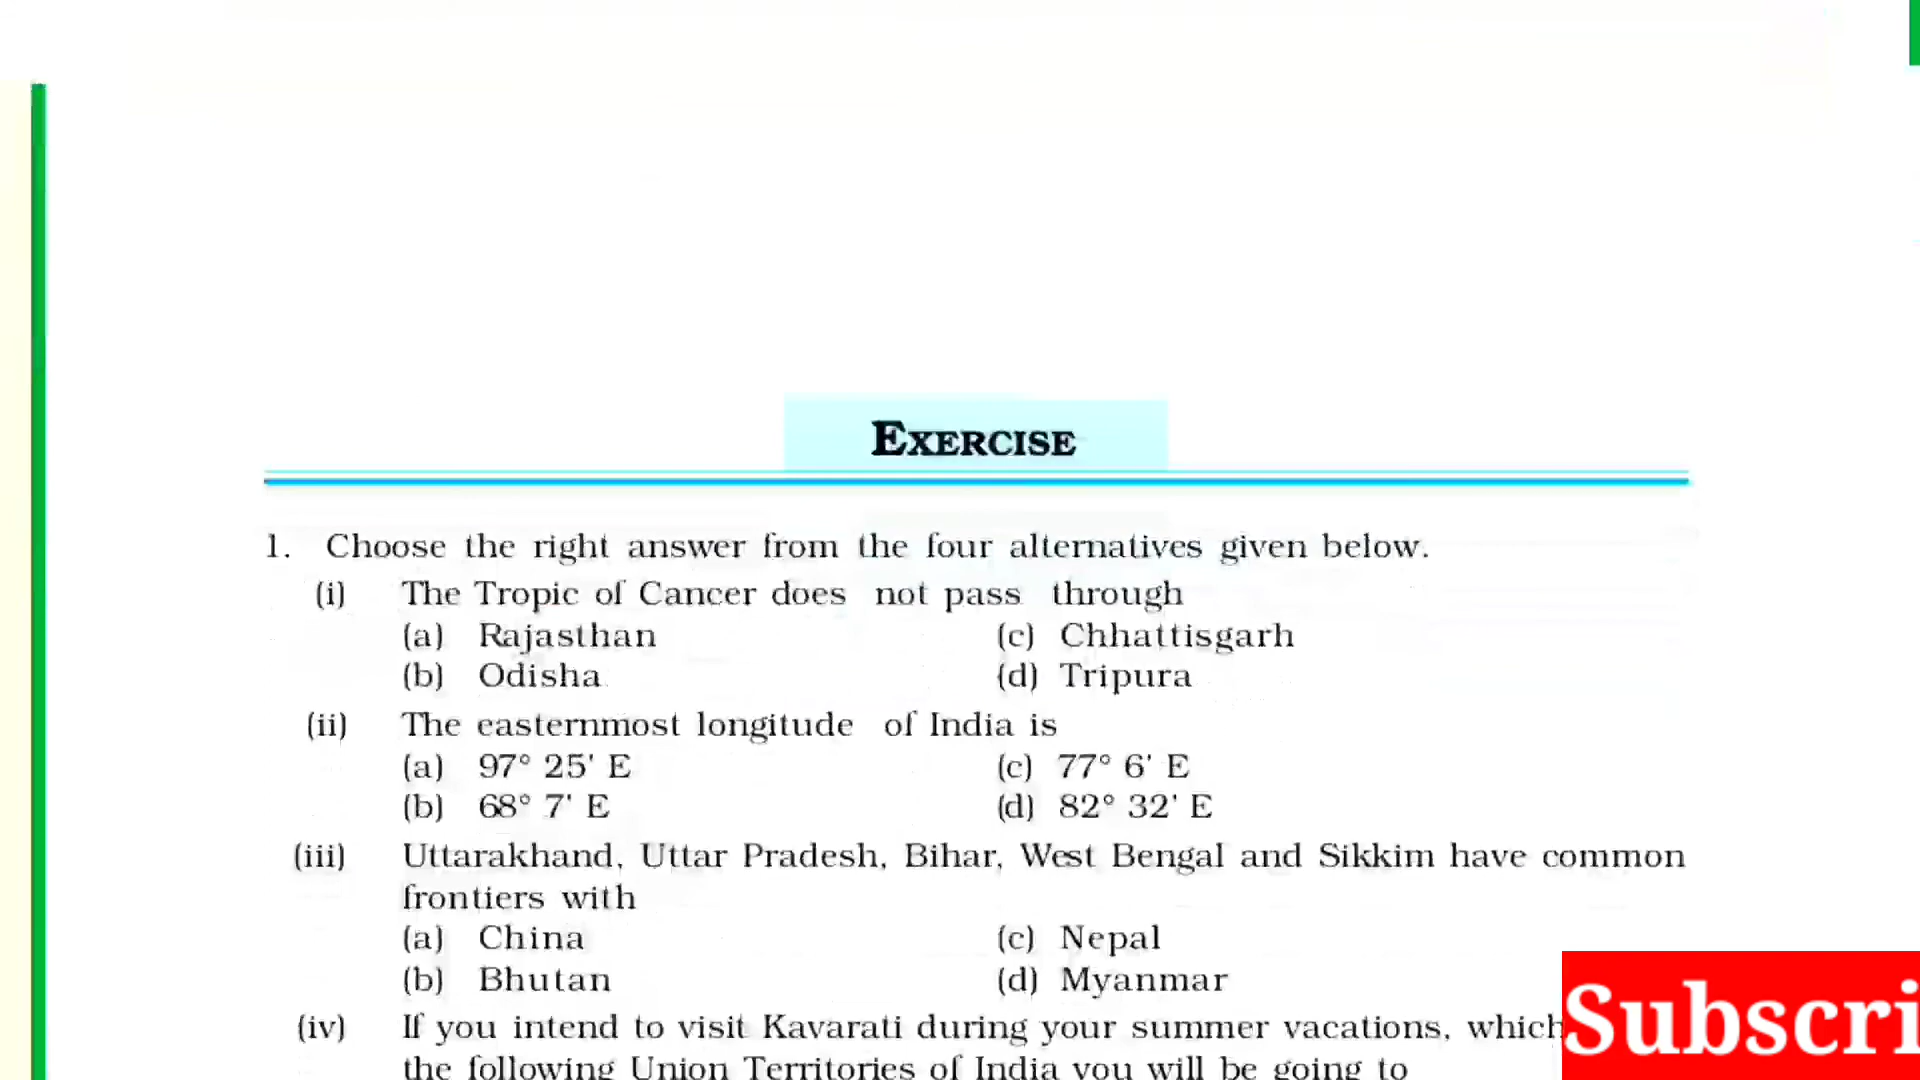 EXERCISE
1. Choose the right answer from the four alternatives given below.
(i) The Tropic of Cancer does not pass through
(a) Rajasthan (c) Chhattisgarh
(b) Odisha (d) Tripura
(ii) The easternmost longitude of India is
(a) 97° 25' E (c) 77° 6' E
(b) 68° 7' E (d) 82° 32' E
(iii) Uttarakhand, Uttar Pradesh, Bihar, West Bengal and Sikkim have common
frontiers with
(a) China (c) Nepal
(b) Bhutan (d) Myanmar
(iv) If you intend to visit Kavarati during your summer vacations, which
the following Union Territories of India you will be going to
Subscri